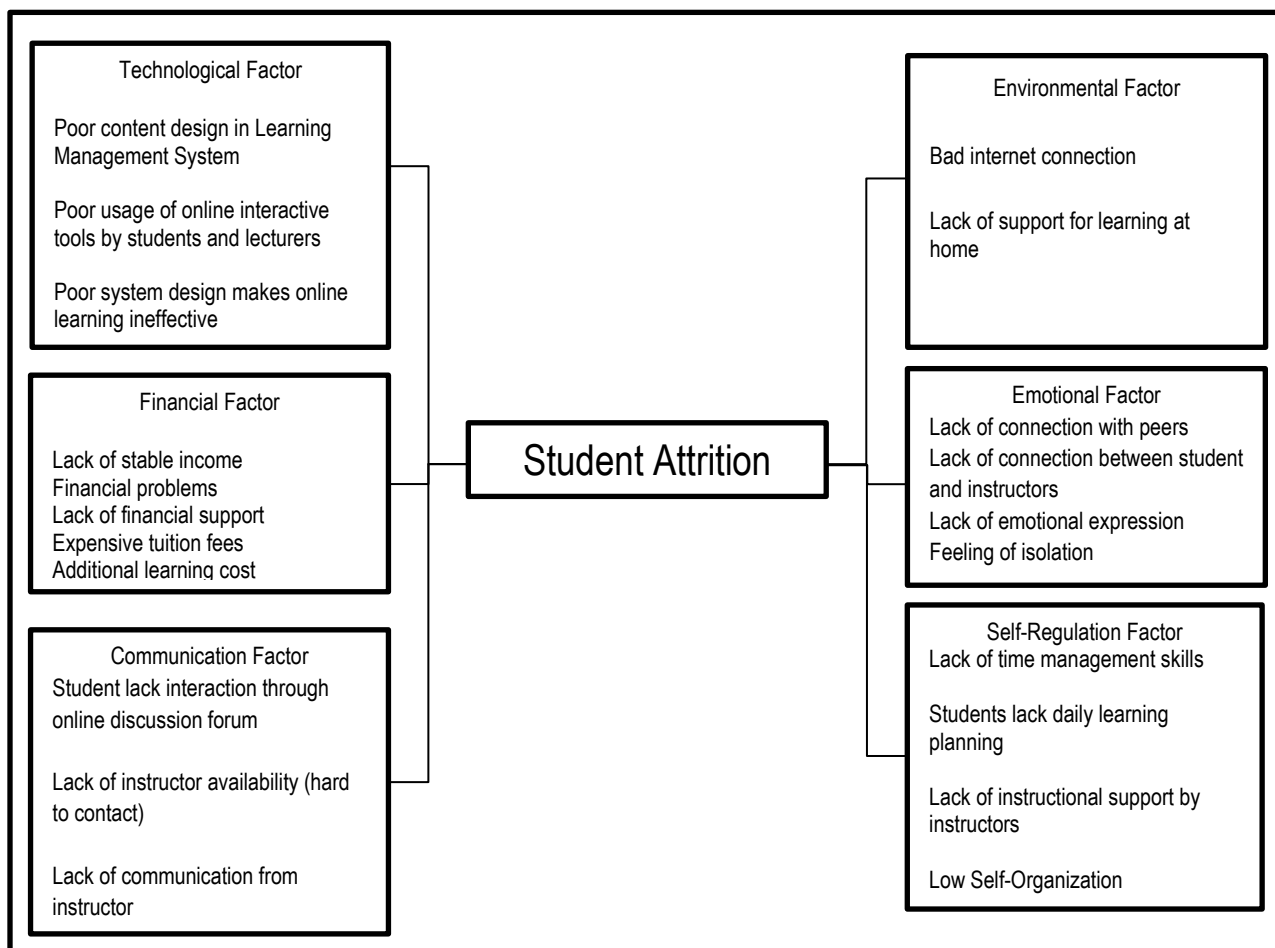 Technological Factor
Poor content design in Learning
Management System
Poor usage of online interactive
tools by students and lecturers
Poor system design makes online
learning ineffective
Financial Factor
Lack of stable income
Financial problems
Lack of financial support
Expensive tuition fees
Additional learning cost
Communication Factor
Student lack interaction through
online discussion forum
Lack of instructor availability (hard
to contact)
Lack of communication from
instructor
Student Attrition
Environmental Factor
Bad internet connection
Lack of support for learning at
home
Emotional Factor
Lack of connection with peers
Lack of connection between student
and instructors
Lack of emotional expression
Feeling of isolation
Self-Regulation Factor
Lack of time management skills
Students lack daily learning
planning
Lack of instructional support by
instructors
Low Self-Organization